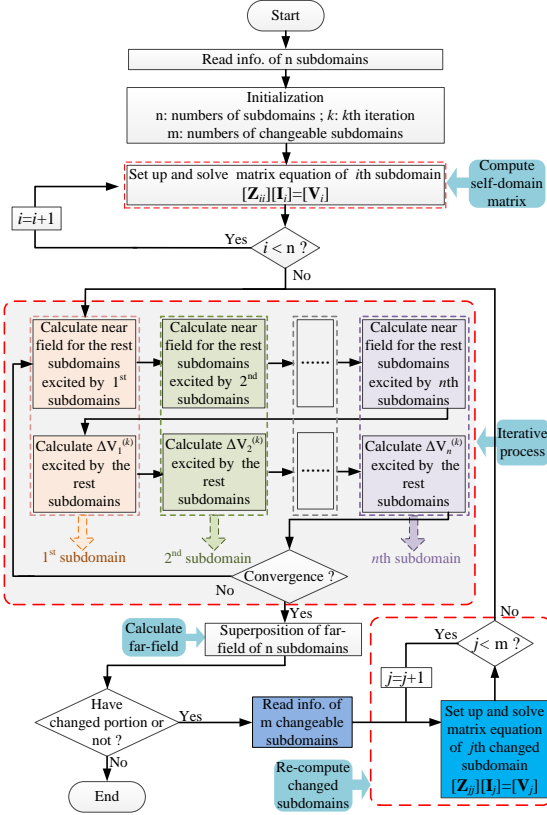 Start
Read info. of n subdomains
Initialization
n: numbers of subdomains ; k: kth iteration
m: numbers of changeable subdomains
Set up and solve matrix equation of ith subdomain
[Zii][Ii]=[Vi]
Compute
self-domain
matrix
i=i+1
Yes
i < n ?
No
Calculate near
field for the rest
subdomains
excited by 1st
subdomains
Calculate near
field for the rest
subdomains
excited by 2nd
subdomains
......
Calculate near
field for the rest
subdomains
excited by nth
subdomains
Calculate ΔV1(k)
excited by the
rest
subdomains
Calculate ΔV2(k)
excited by the
rest
subdomains
......
Calculate ΔVn(k)
excited by the
rest
subdomains
Iterative
process
1st subdomain
2nd subdomain
nth subdomain
Convergence ?
No
Yes
Calculate
far-field
Superposition of far-
field of n subdomains
No
Yes
j< m ?
j=j+1
Have
changed portion or
not ?
Yes
Read info. of
m changeable
subdomains
Set up and solve
matrix equation
of jth changed
subdomain
[Zjj][Ij]=[Vj]
No
Re-compute
changed
subdomains
End